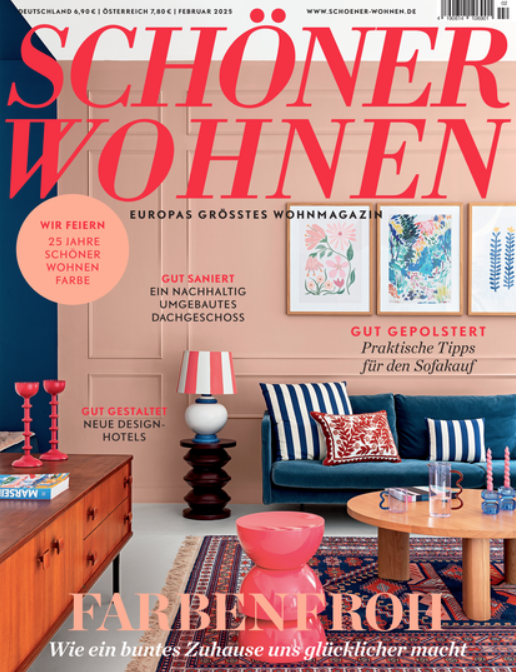 DEUTSCHLAND 6,90 € | ÖSTERREICH 7,80 € | FEBRUAR 2025
WWW.SCHOENER-WOHNEN.DE
02
SCHÖNER
WOHNEN
EUROPAS GRÖSSTES WOHNMAGAZIN
WIR FEIERN
25 JAHRE
SCHÖNER
WOHNEN
FARBE
GUT SANIERT
EIN NACHHALTIG
UMGEBAUTES
DACHGESCHOSS
GUT GEPOLSTERT
Praktische Tipps
für den Sofakauf
GUT GESTALTET
NEUE DESIGN-
HOTELS
MARSEIL
FARBENFROH
Wie ein buntes Zuhause uns glücklicher macht